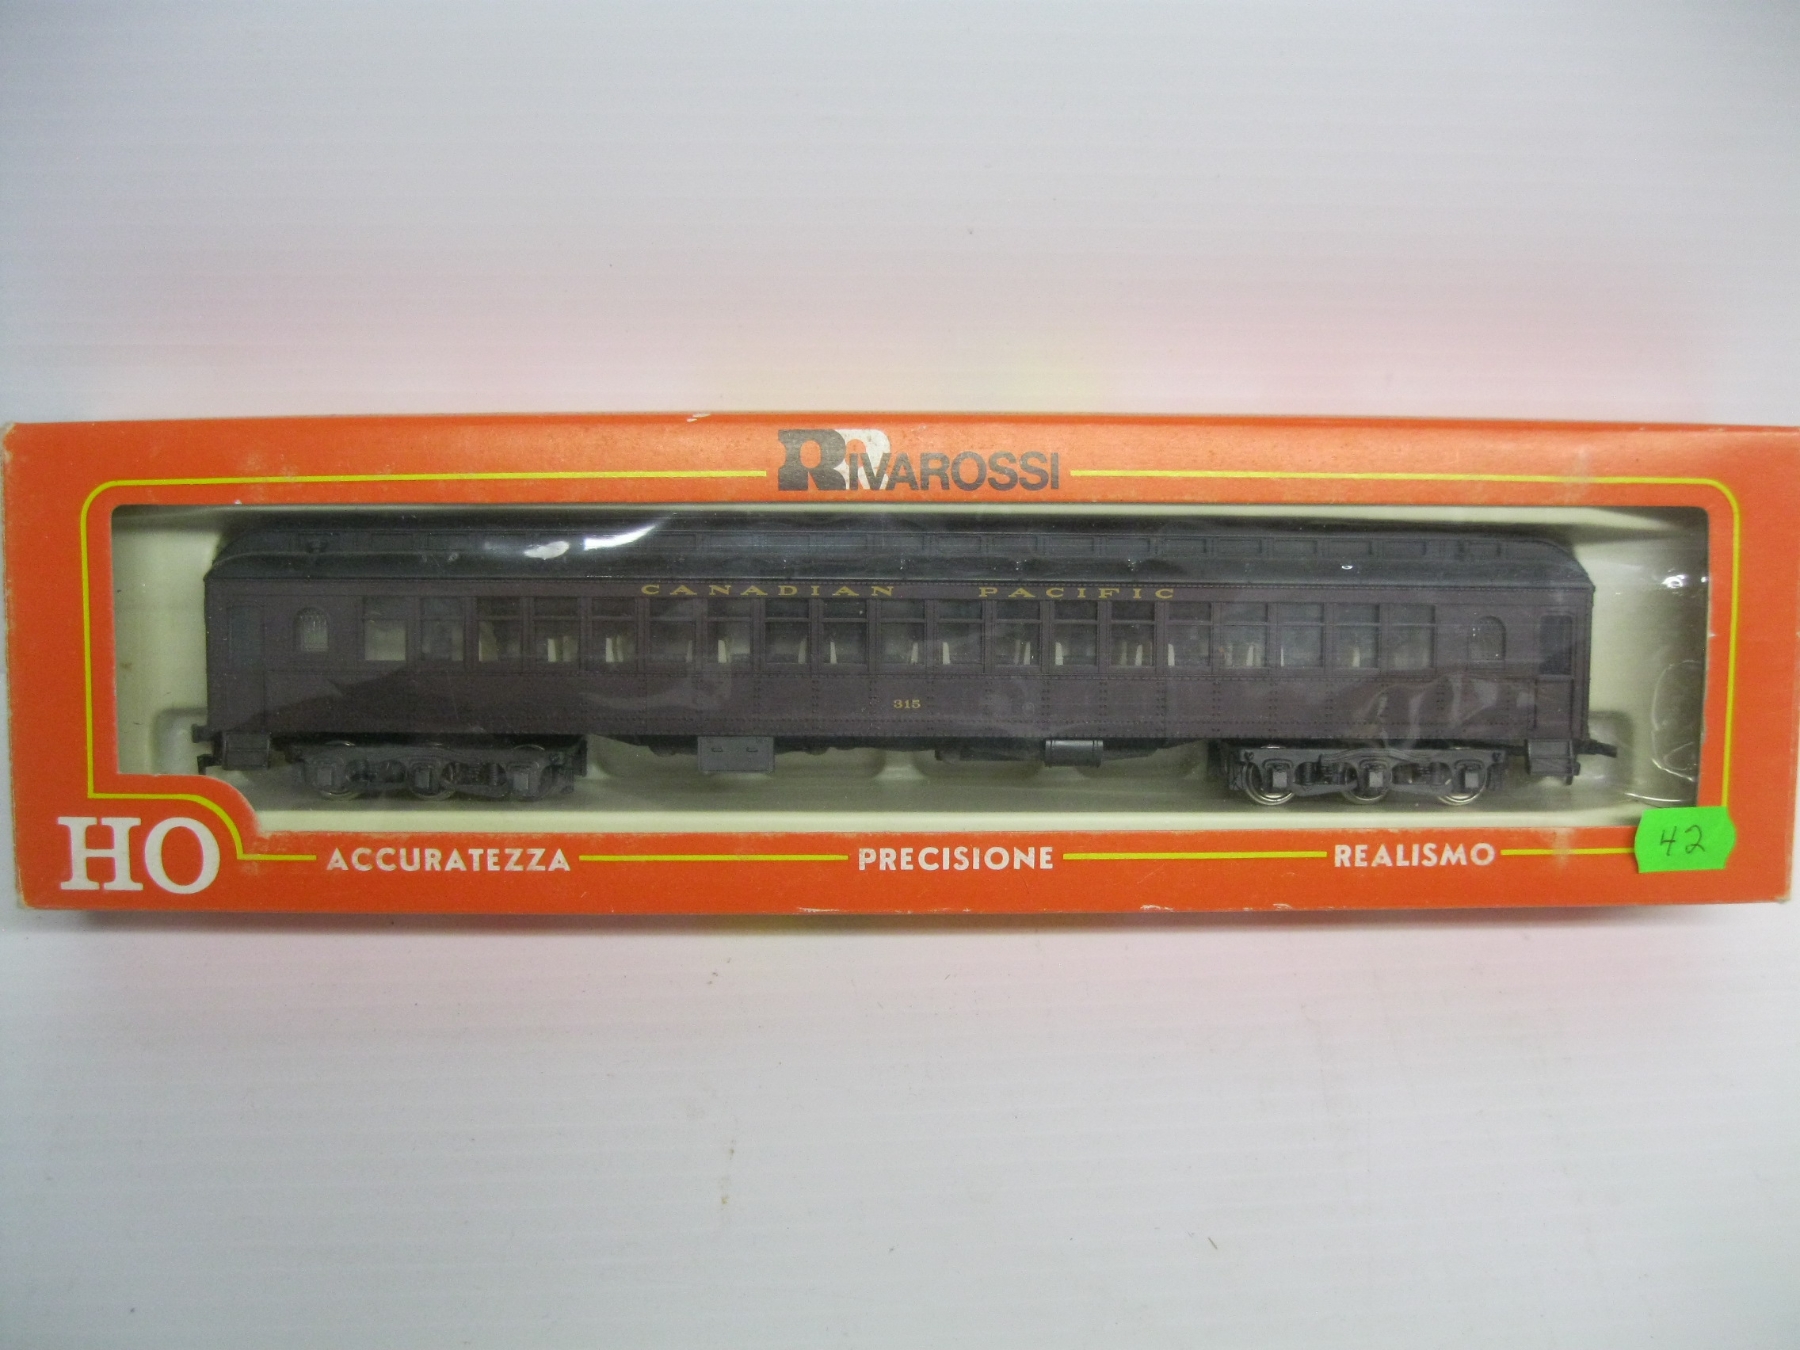 RIVAROSSI
CANADIAN PACIFIC
315
HO
ACCURATEZZA PRECISIONE REALISMO
42